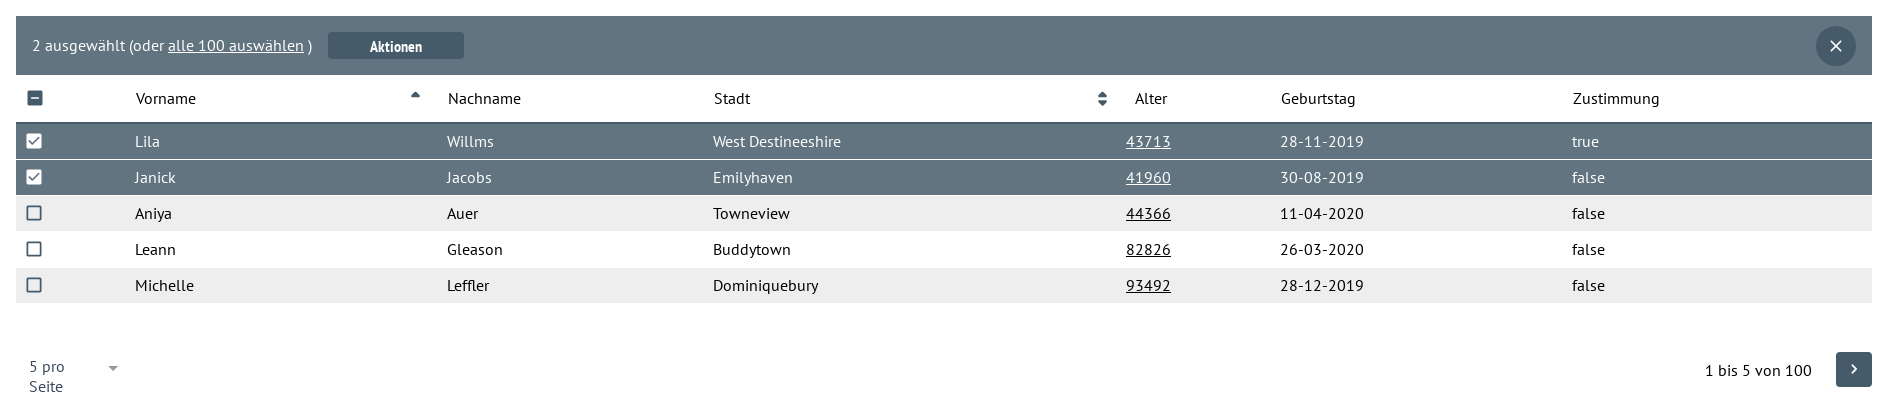 2 ausgewählt (oder alle 100 auswählen ) Aktionen
Vorname Nachname Stadt Alter Geburtstag Zustimmung
Lila Willms West Destineeshire 43713 28-11-2019 true
Janick Jacobs Emilyhaven 41960 30-08-2019 false
Aniya Auer Towneview 44366 11-04-2020 false
Leann Gleason Buddytown 82826 26-03-2020 false
Michelle Leffler Dominiquebury 93492 28-12-2019 false
5 pro
Seite
1 bis 5 von 100